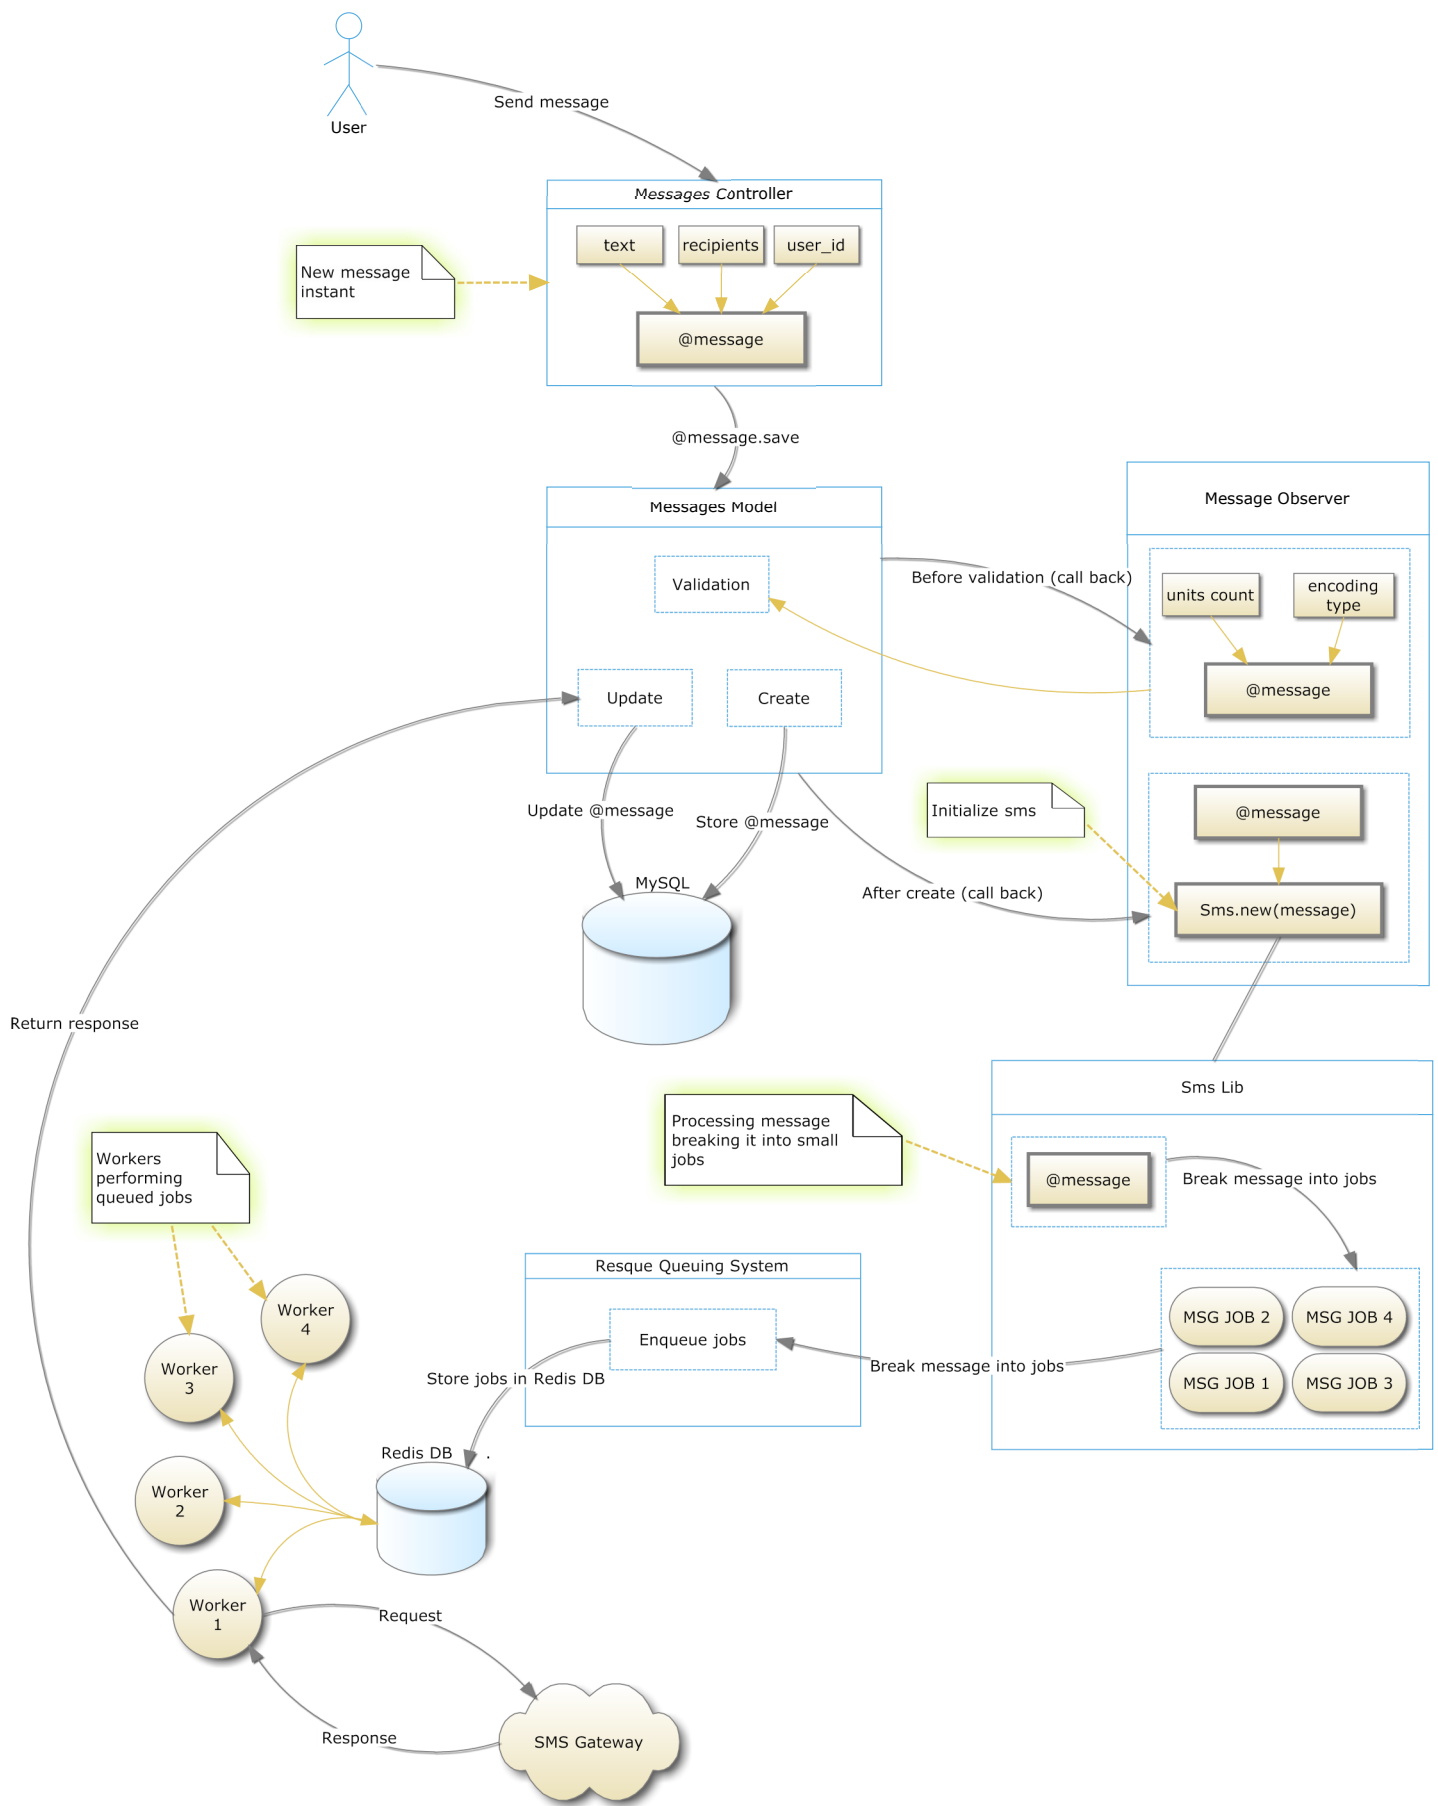 User
Send message
Messages Controller
text
recipients
user_id
@message
New message
instant
@message.save
Messages Model
Validation
Update
Create
Before validation (call back)
Message Observer
units count
encoding
type
@message
Update @message
Store @message
MySQL
After create (call back)
Initialize sms
@message
Sms.new(message)
Return response
Sms Lib
Processing message
breaking it into small
jobs
@message
Break message into jobs
MSG JOB 2
MSG JOB 4
MSG JOB 1
MSG JOB 3
Break message into jobs
Resque Queuing System
Enqueue jobs
Store jobs in Redis DB
Redis DB .
Workers
performing
queued jobs
Worker
4
Worker
3
Worker
2
Worker
1
Request
Response
SMS Gateway